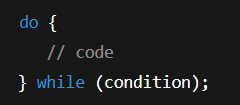 do {
// code
} while (condition);